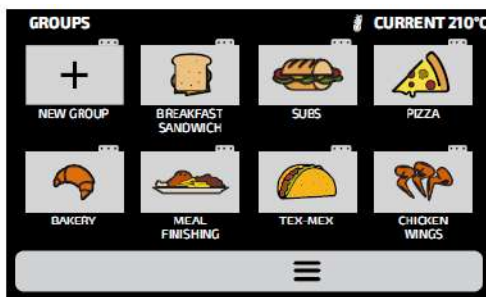 GROUPS
CURRENT 210°C
NEW GROUP
BREAKFAST
SANDWICH
SUBS
PIZZA
BAKERY
MEAL
FINISHING
TEX-MEX
CHICKEN
WINGS